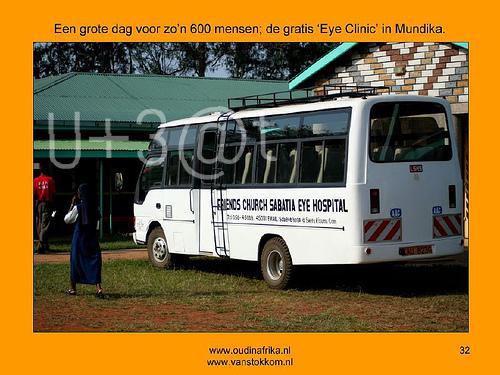 Een grote dag voor zo'n 600 mensen; de gratis 'Eye Clinic' in Mundika.
.u+3@t
FRIENDS CHURCH SABATIA EYE HOSPITAL
www.oudinafrika.nl
32
www.vanstokkom.nl